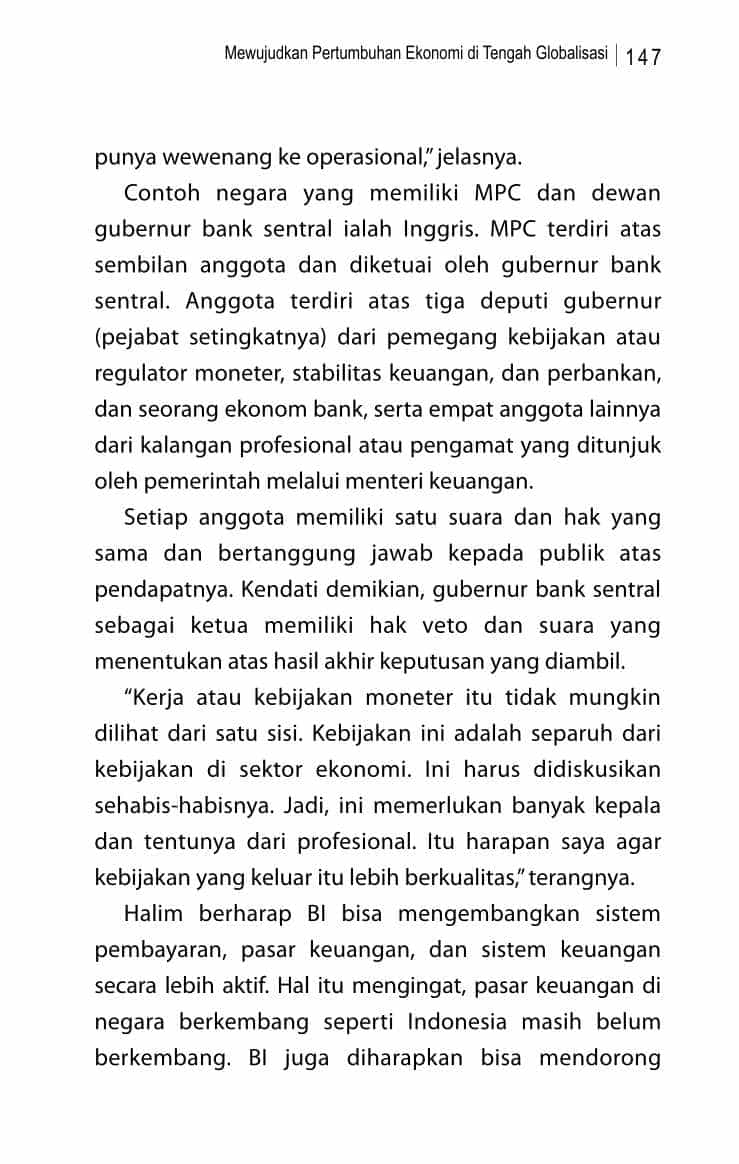 Mewujudkan Pertumbuhan Ekonomi di Tengah Globalisasi | 147
punya wewenang ke operasional,” jelasnya.
Contoh negara yang memiliki MPC dan dewan
gubernur bank sentral ialah Inggris. MPC terdiri atas
sembilan anggota dan diketuai oleh gubernur bank
sentral. Anggota terdiri atas tiga deputi gubernur
(pejabat setingkatnya) dari pemegang kebijakan atau
regulator moneter, stabilitas keuangan, dan perbankan,
dan seorang ekonom bank, serta empat anggota lainnya
dari kalangan profesional atau pengamat yang ditunjuk
oleh pemerintah melalui menteri keuangan.
Setiap anggota memiliki satu suara dan hak yang
sama dan bertanggung jawab kepada publik atas
pendapatnya. Kendati demikian, gubernur bank sentral
sebagai ketua memiliki hak veto dan suara yang
menentukan atas hasil akhir keputusan yang diambil.
“Kerja atau kebijakan moneter itu tidak mungkin
dilihat dari satu sisi. Kebijakan ini adalah separuh dari
kebijakan di sektor ekonomi. Ini harus didiskusikan
sehabis-habisnya. Jadi, ini memerlukan banyak kepala
dan tentunya dari profesional. Itu harapan saya agar
kebijakan yang keluar itu lebih berkualitas,” terangnya.
Halim berharap BI bisa mengembangkan sistem
pembayaran, pasar keuangan, dan sistem keuangan
secara lebih aktif. Hal itu mengingat, pasar keuangan di
negara berkembang seperti Indonesia masih belum
berkembang. BI juga diharapkan bisa mendorong